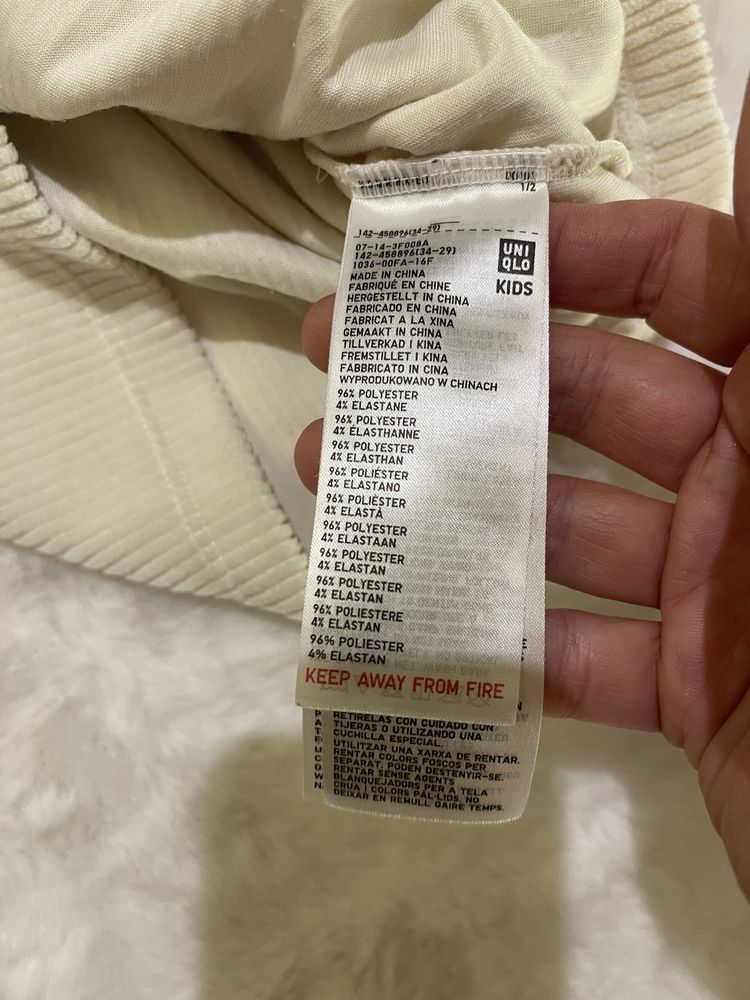 1/2
142-458896(34-29)
07-14-3F008A
142-458896(34-29)
1036-00FA-16F
UNI
QLO
KIDS
MADE IN CHINA
FABRIQUÉ EN CHINE
HERGESTELLT IN CHINA
FABRICADO EN CHINA
FABRICAT A LA XINA
GEMAAKT IN CHINA
TILLVERKAD I KINA
FREMSTILLET I KINA
FABBRICATO IN CINA
WYPRODUKOWANO W CHINACH
96% POLYESTER
4% ELASTANE
96% POLYESTER
4% ÉLASTHANNE
96% POLYESTER
4% ELASTHAN
96% POLIÉSTER
4% ELASTANO
96% POLIÈSTER
4% ELASTÀ
96% POLYESTER
4% ELASTAAN
96% POLYESTER
4% ELASTAN
96% POLYESTER
4% ELASTAN
96% POLIESTERE
4% ELASTAN
96% POLIESTER
4% ELASTAN
KEEP AWAY FROM FIRE
RETIRELAS CON CUIDADO CON
TIJERAS O UTILIZANDO UNA
CUCHILLA ESPECIAL.
UTILITZAR UNA XARXA DE RENTAR.
RENTAR COLORS FOSCOS PER
SEPARAT, PODEN DESTENYIR-SE.
RENTAR SENSE AGENTS
BLANQUEJADORS PER A TELA
CRUA I COLORS PÀL·LIDS. NO
DEIXAR EN REMULL GAIRE TEMPS.